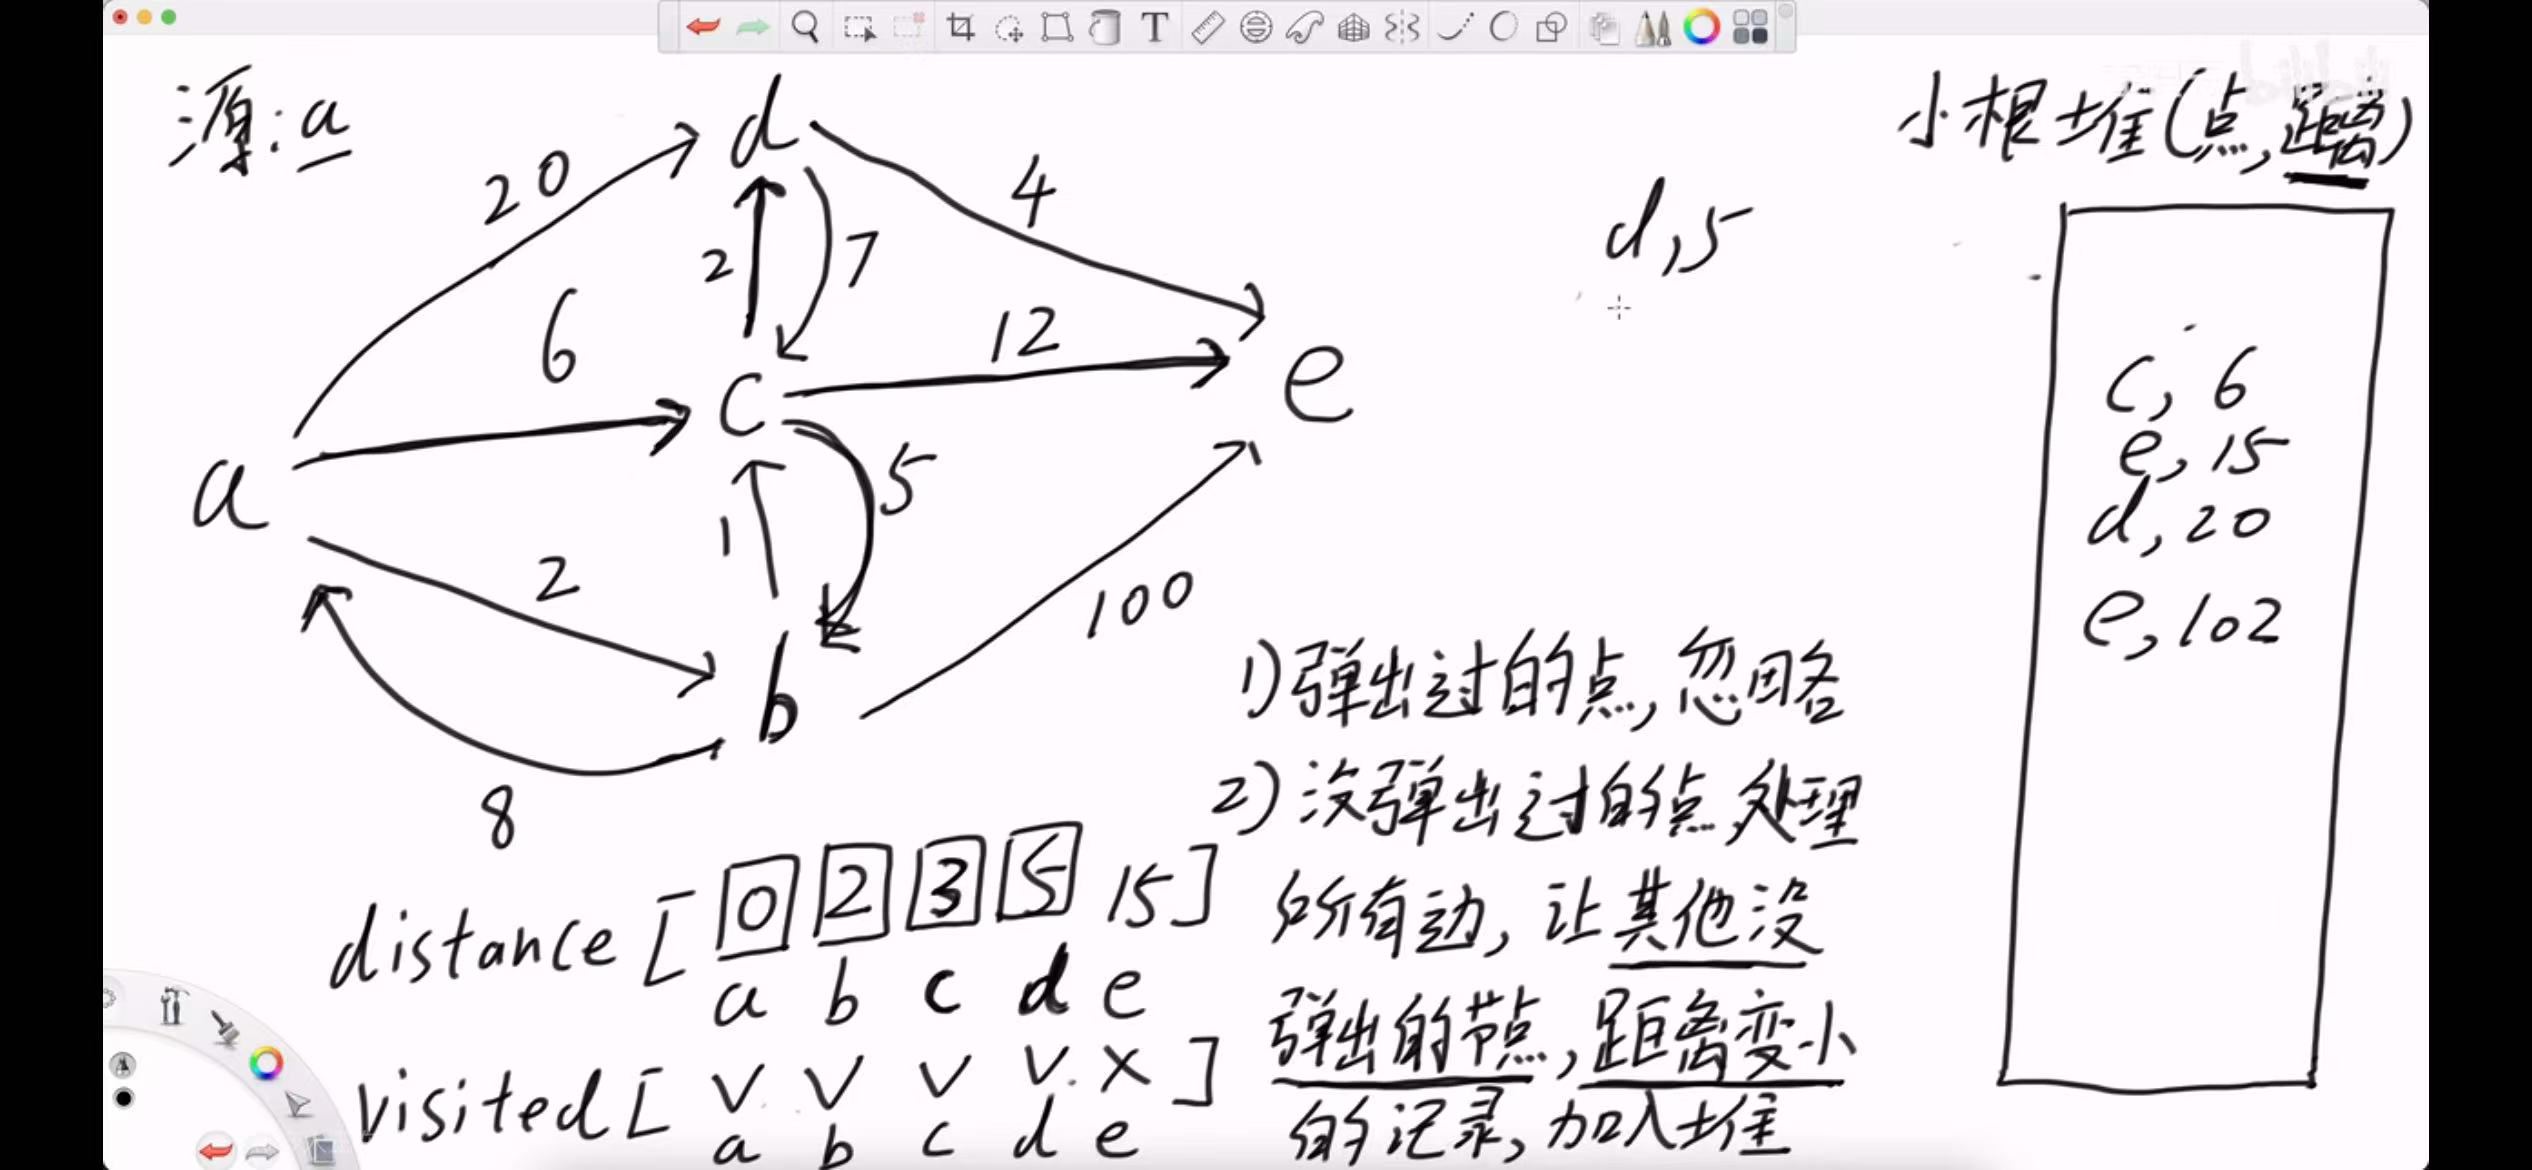 源:a
小根堆(点,距离)
d
20
4
d,5
2
7
6
12
c
e
c, 6
e, 15
d, 20
e, 102
a
5
1
2
100
b
8
1)弹出过的点,忽略
2)没弹出过的点,处理
所有边,让其他没
弹出的节点,距离变小
的记录,加入堆
distance [ 0 2 3 5 15 ]
a b c d e
visited [ v v v v x ]
a b c d e
T
bilibili